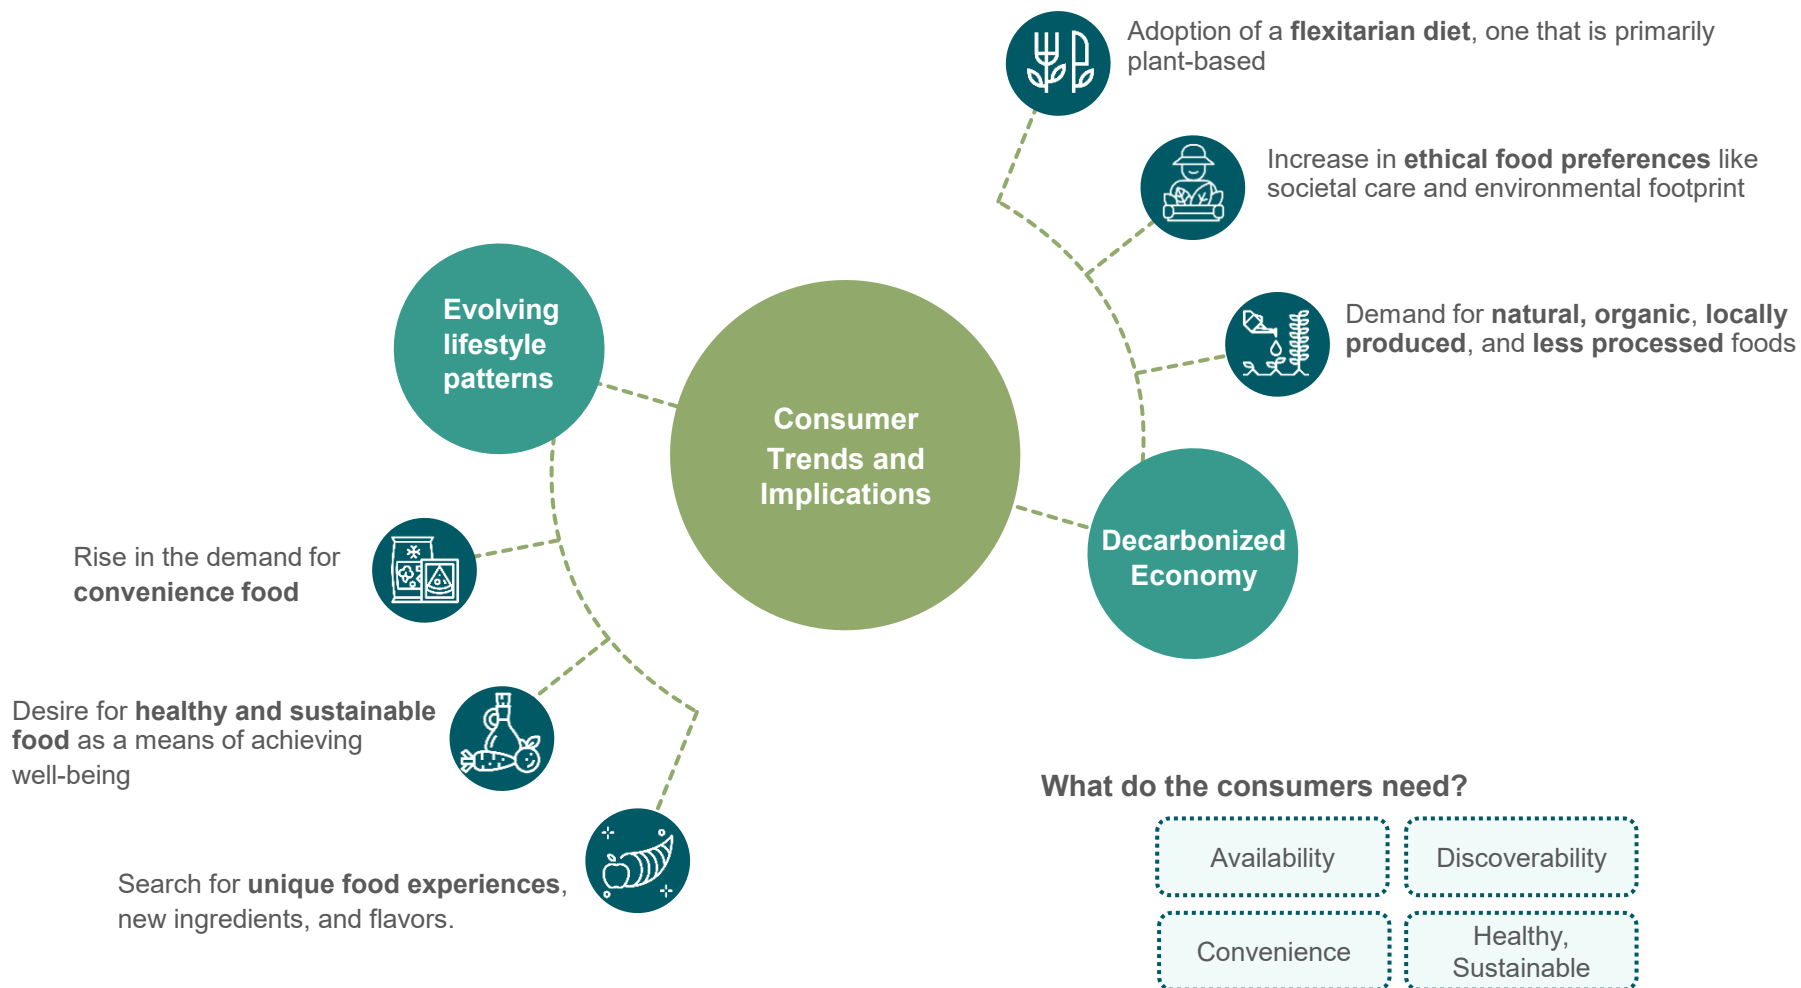 Adoption of a flexitarian diet, one that is primarily
plant-based
Increase in ethical food preferences like
societal care and environmental footprint
Demand for natural, organic, locally
produced, and less processed foods
Evolving
lifestyle
patterns
Consumer
Trends and
Implications
Decarbonized
Economy
Rise in the demand for
convenience food
Desire for healthy and sustainable
food as a means of achieving
well-being
Search for unique food experiences,
new ingredients, and flavors.
What do the consumers need?
Availability
Discoverability
Convenience
Healthy,
Sustainable